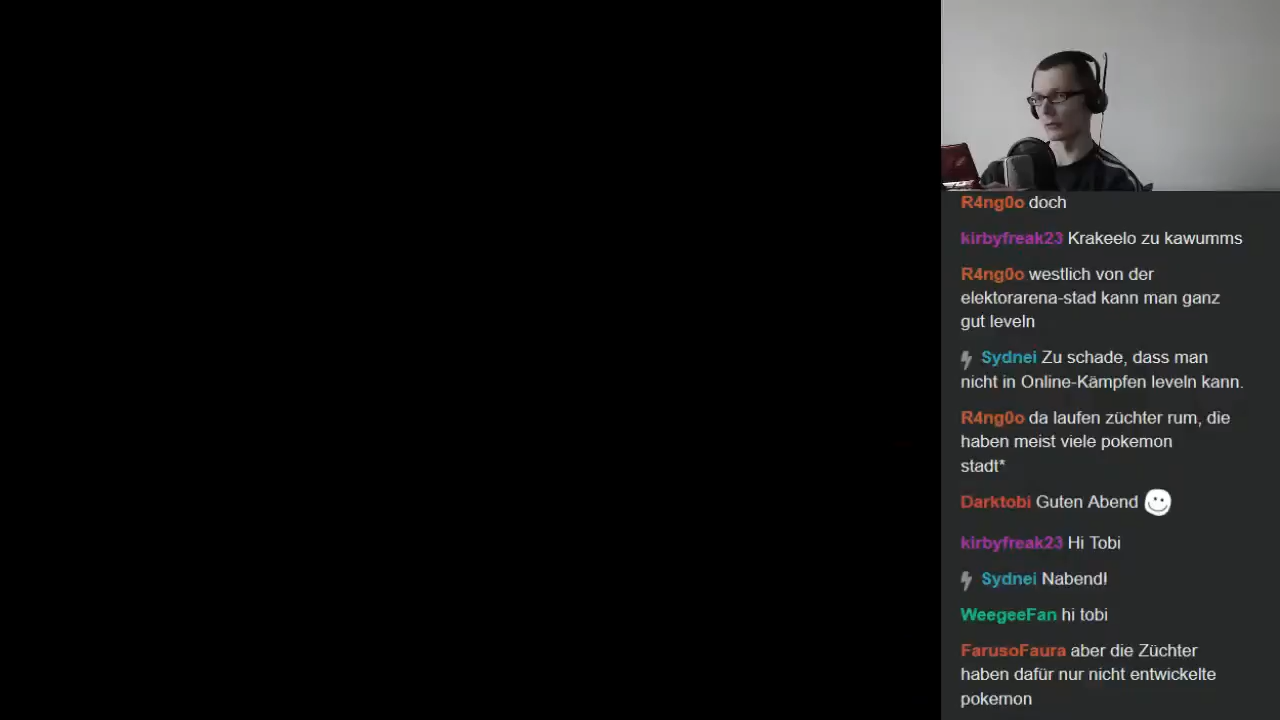 R4ng0o doch
kirbyfreak23 Krakeelo zu kawumms
R4ng0o westlich von der
elektorarena-stad kann man ganz
gut leveln
Sydnei Zu schade, dass man
nicht in Online-Kämpfen leveln kann.
R4ng0o da laufen züchter rum, die
haben meist viele pokemon
stadt*
Darktobi Guten Abend
kirbyfreak23 Hi Tobi
Sydnei Nabend!
WeegeeFan hi tobi
FarusoFaura aber die Züchter
haben dafür nur nicht entwickelte
pokemon